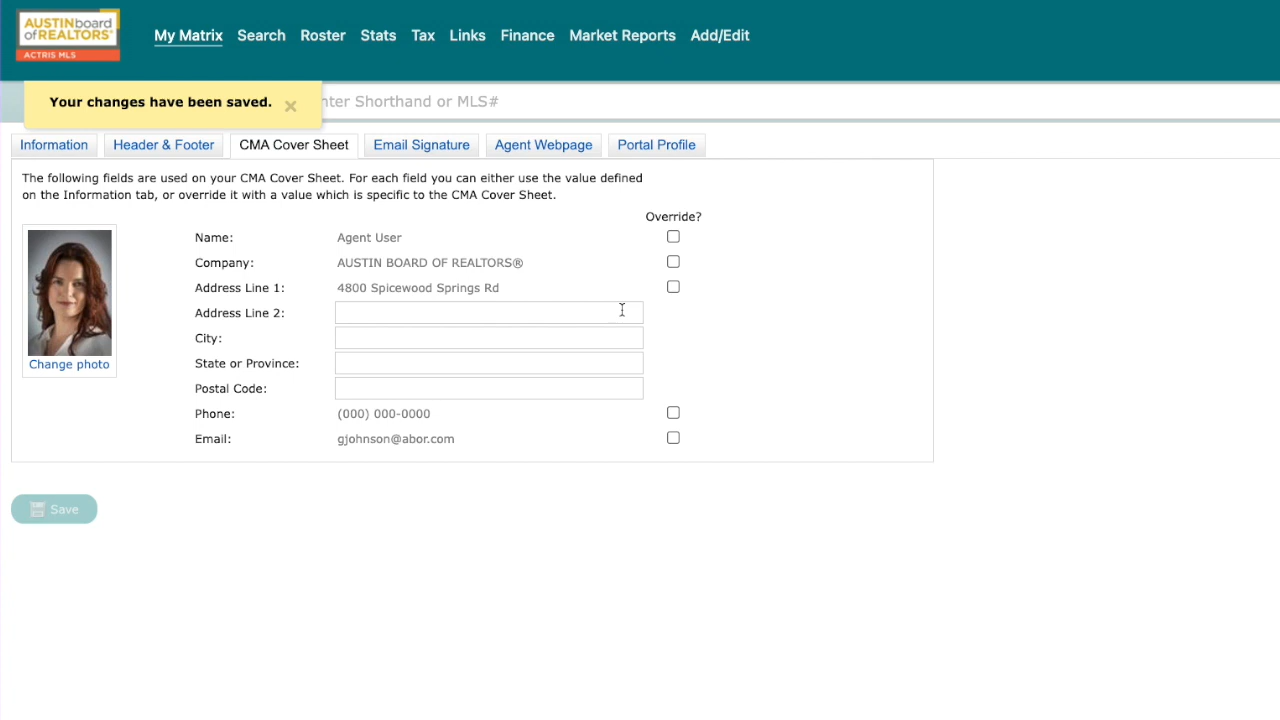 AUSTINboard
of REALTORS®
ACTRIS MLS
My Matrix Search Roster Stats Tax Links Finance Market Reports Add/Edit
Your changes have been saved. ×
nter Shorthand or MLS#
Information Header & Footer CMA Cover Sheet Email Signature Agent Webpage Portal Profile
The following fields are used on your CMA Cover Sheet. For each field you can either use the value defined
on the Information tab, or override it with a value which is specific to the CMA Cover Sheet.
Override?
Name: Agent User
Company: AUSTIN BOARD OF REALTORS®
Address Line 1: 4800 Spicewood Springs Rd
Address Line 2:
City:
State or Province:
Change photo
Postal Code:
Phone: (000) 000-0000
Email: gjohnson@abor.com
Save